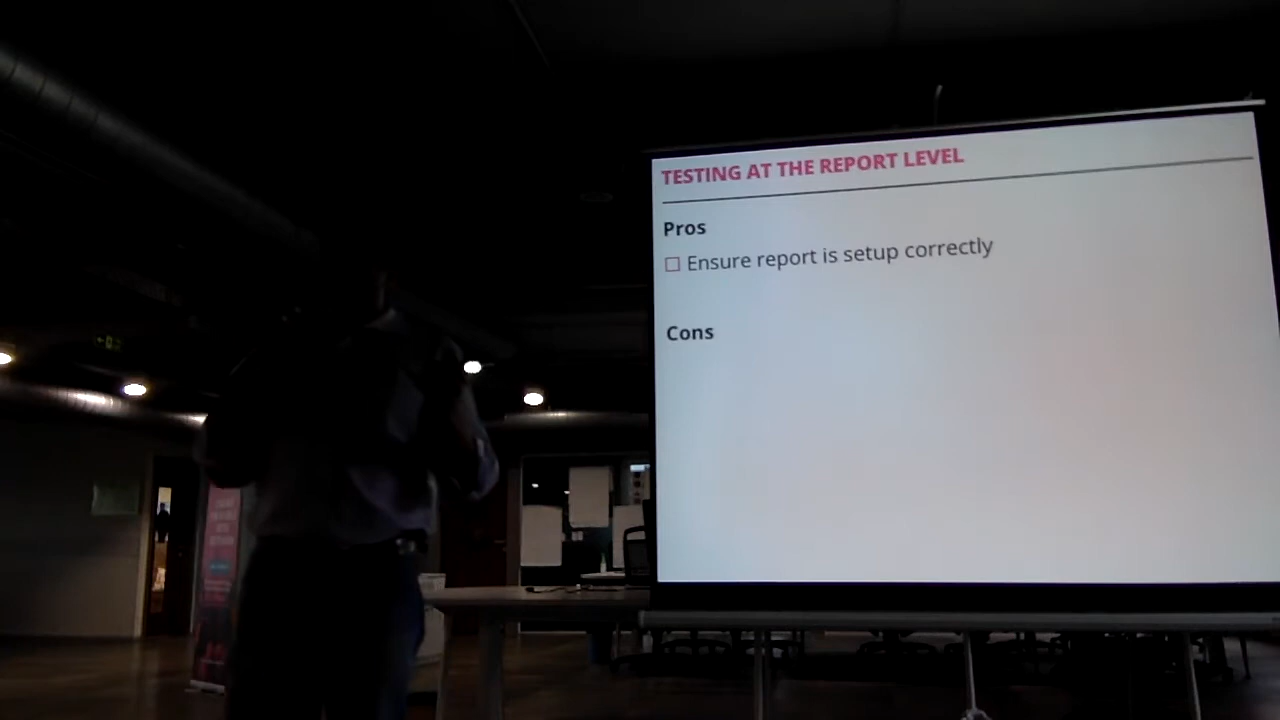 TESTING AT THE REPORT LEVEL
Pros
☐ Ensure report is setup correctly
Cons